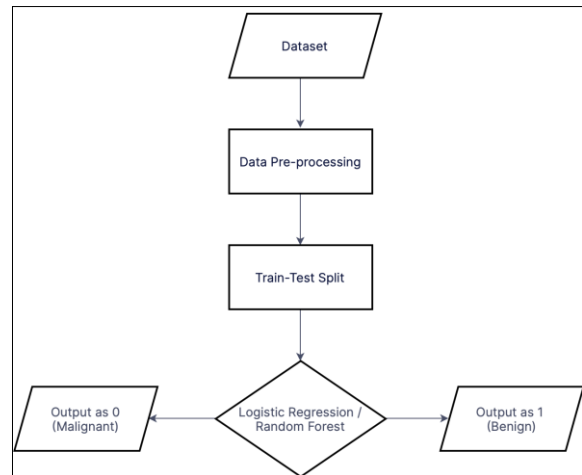 Dataset
Data Pre-processing
Train-Test Split
Logistic Regression /
Random Forest
Output as 0
(Malignant)
Output as 1
(Benign)